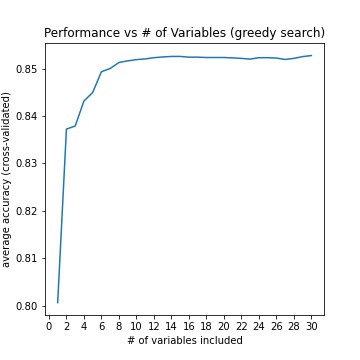 Performance vs # of Variables (greedy search)
average accuracy (cross-validated)
0.85
0.84
0.83
0.82
0.81
0.80
0 2 4 6 8 10 12 14 16 18 20 22 24 26 28 30
# of variables included